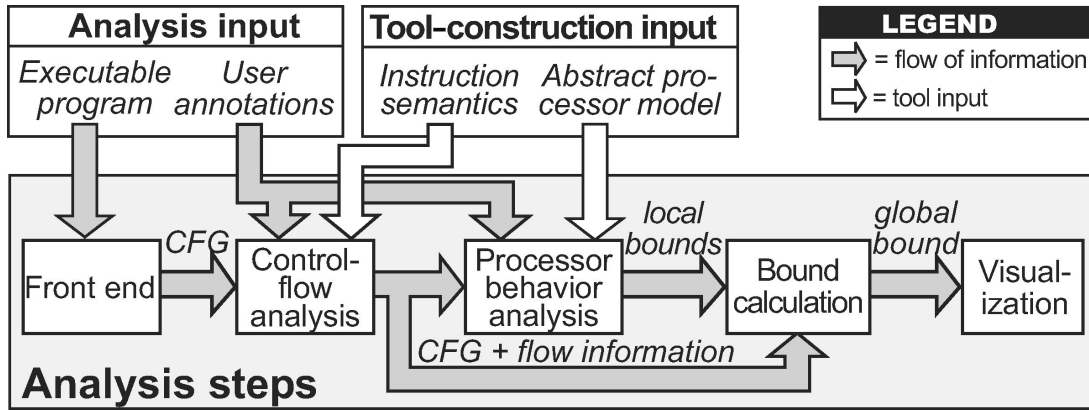 Analysis input
Executable
program
User
annotations
Tool-construction input
Instruction
semantics
Abstract pro-
cessor model
LEGEND
= flow of information
= tool input
Front end
CFG
Control-
flow
analysis
Processor
behavior
analysis
local
bounds
Bound
calculation
global
bound
Visual-
ization
CFG + flow information
Analysis steps